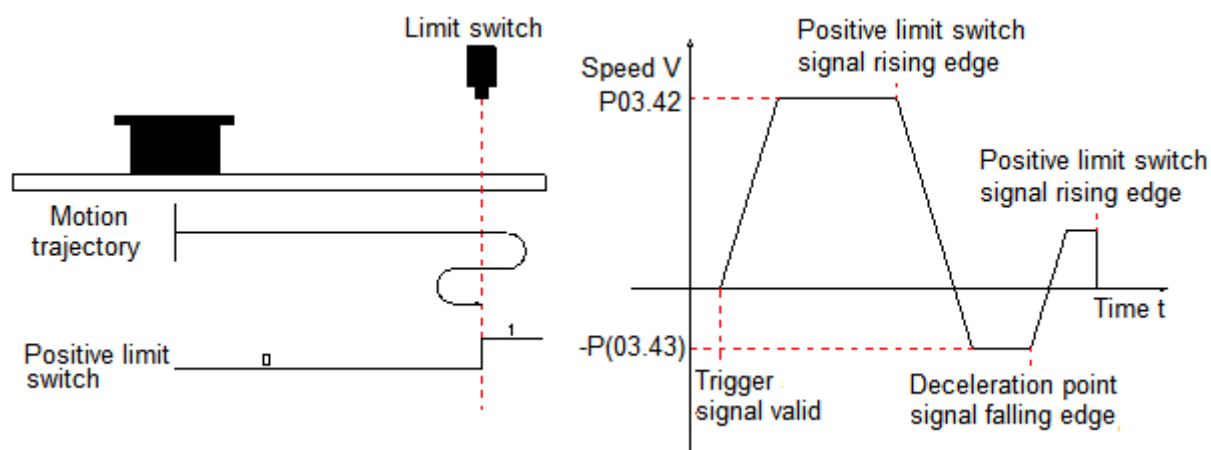 Limit switch
Motion
trajectory
Positive limit
switch
0
1
Positive limit switch
signal rising edge
Speed V
P03.42
Positive limit switch
signal rising edge
Time t
-P(03.43)
Trigger
signal valid
Deceleration point
signal falling edge